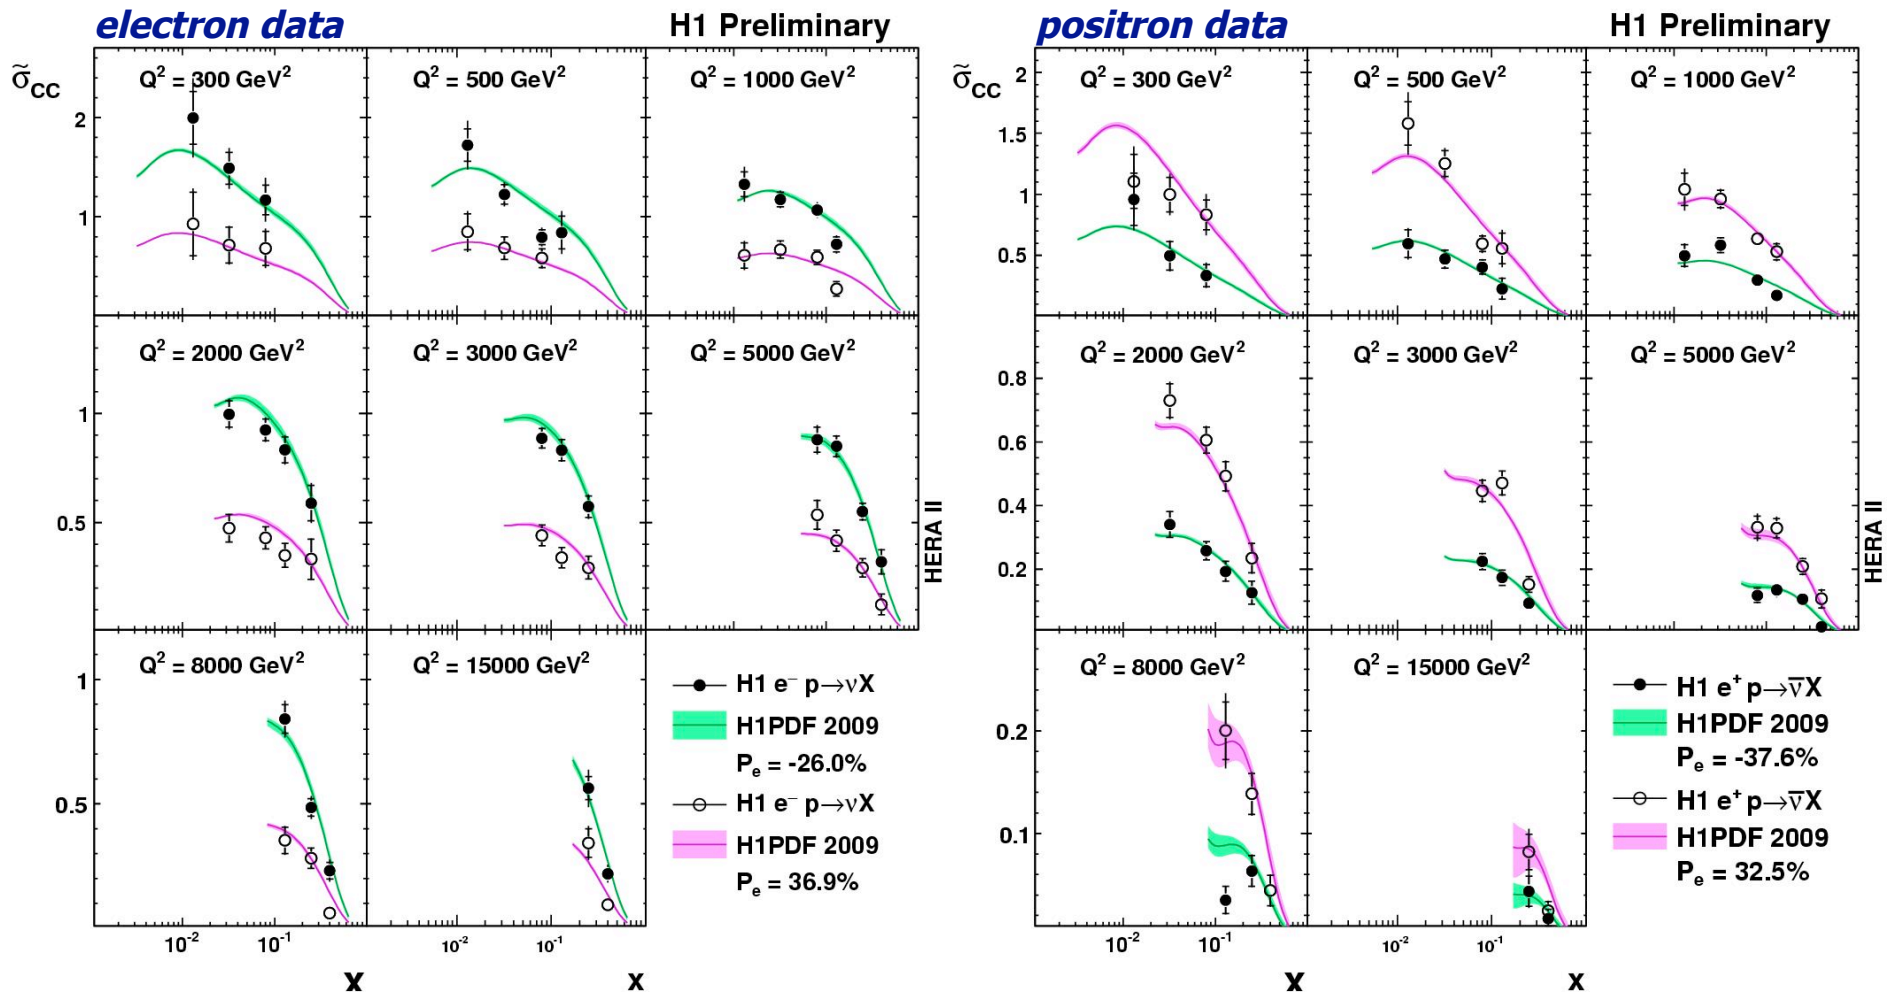 electron data
H1 Preliminary
σ̃CC
Q² = 300 GeV²
Q² = 500 GeV²
Q² = 1000 GeV²
2
1
Q² = 2000 GeV²
Q² = 3000 GeV²
Q² = 5000 GeV²
1
0.5
HERA II
Q² = 8000 GeV²
Q² = 15000 GeV²
1
0.5
H1 e⁻ p→νX
H1PDF 2009
Pe = -26.0%
H1 e⁻ p→νX
H1PDF 2009
Pe = 36.9%
10⁻² 10⁻¹ 10⁻² 10⁻¹
x x
positron data
H1 Preliminary
σ̃CC
Q² = 300 GeV²
Q² = 500 GeV²
Q² = 1000 GeV²
2
1.5
1
0.5
Q² = 2000 GeV²
Q² = 3000 GeV²
Q² = 5000 GeV²
0.8
0.6
0.4
0.2
HERA II
Q² = 8000 GeV²
Q² = 15000 GeV²
0.2
0.1
H1 e⁺ p→ν̄X
H1PDF 2009
Pe = -37.6%
H1 e⁺ p→ν̄X
H1PDF 2009
Pe = 32.5%
10⁻² 10⁻¹ 10⁻² 10⁻¹
x x